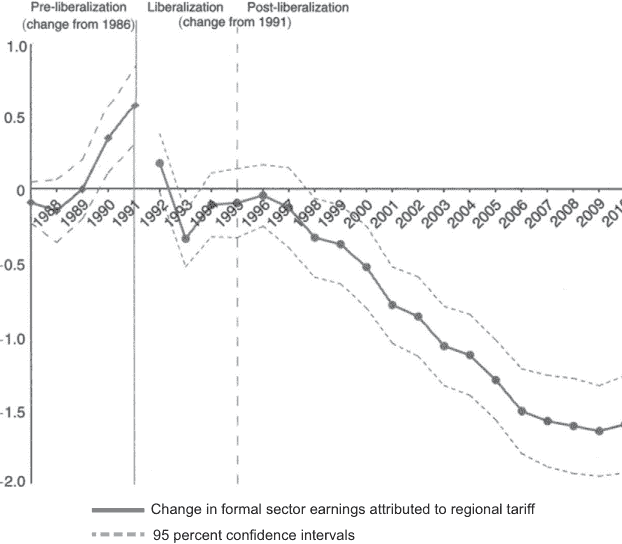 Pre-liberalization Liberalization Post-liberalization
(change from 1986) (change from 1991)
1.0
0.5
0
-0.5
-1.0
-1.5
-2.0
1988 1989 1990 1991 1992 1993 1994 1995 1996 1997 1998 1999 2000 2001 2002 2003 2004 2005 2006 2007 2008 2009 201
Change in formal sector earnings attributed to regional tariff
95 percent confidence intervals